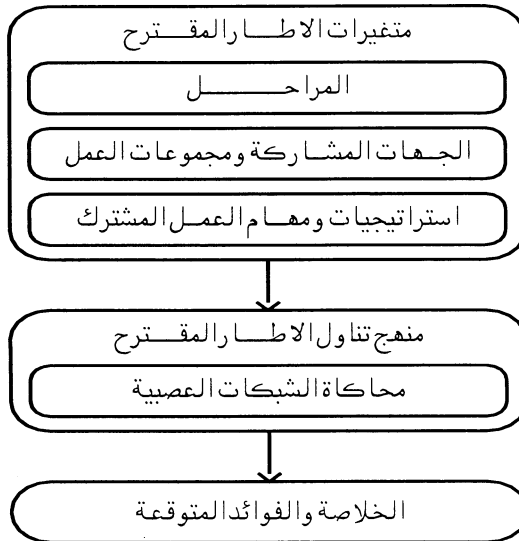 متغيرات الاطار المقترح
المراحل
الجهات المشاركة ومجموعات العمل
استراتيجيات ومهام العمل المشترك
منهج تناول الاطار المقترح
محاكاة الشبكات العصبية
الخلاصة والفوائد المتوقعة